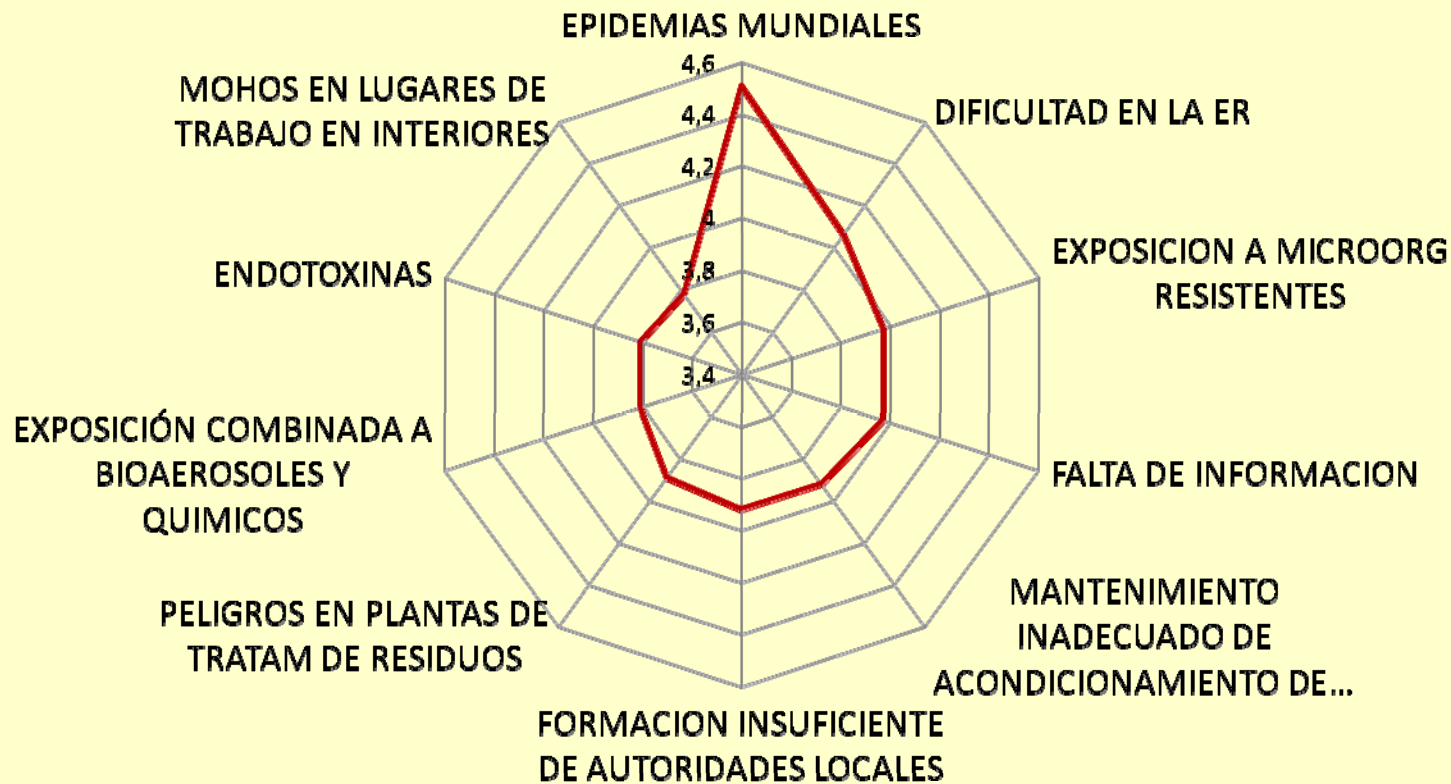 EPIDEMIAS MUNDIALES
4,6
4,4
4,2
4
3,8
3,6
3,4
DIFICULTAD EN LA ER
EXPOSICION A MICROORG
RESISTENTES
FALTA DE INFORMACION
MANTENIMIENTO
INADECUADO DE
ACONDICIONAMIENTO DE...
FORMACION INSUFICIENTE
DE AUTORIDADES LOCALES
PELIGROS EN PLANTAS DE
TRATAM DE RESIDUOS
EXPOSICIÓN COMBINADA A
BIOAEROSOLES Y
QUIMICOS
ENDOTOXINAS
MOHOS EN LUGARES DE
TRABAJO EN INTERIORES